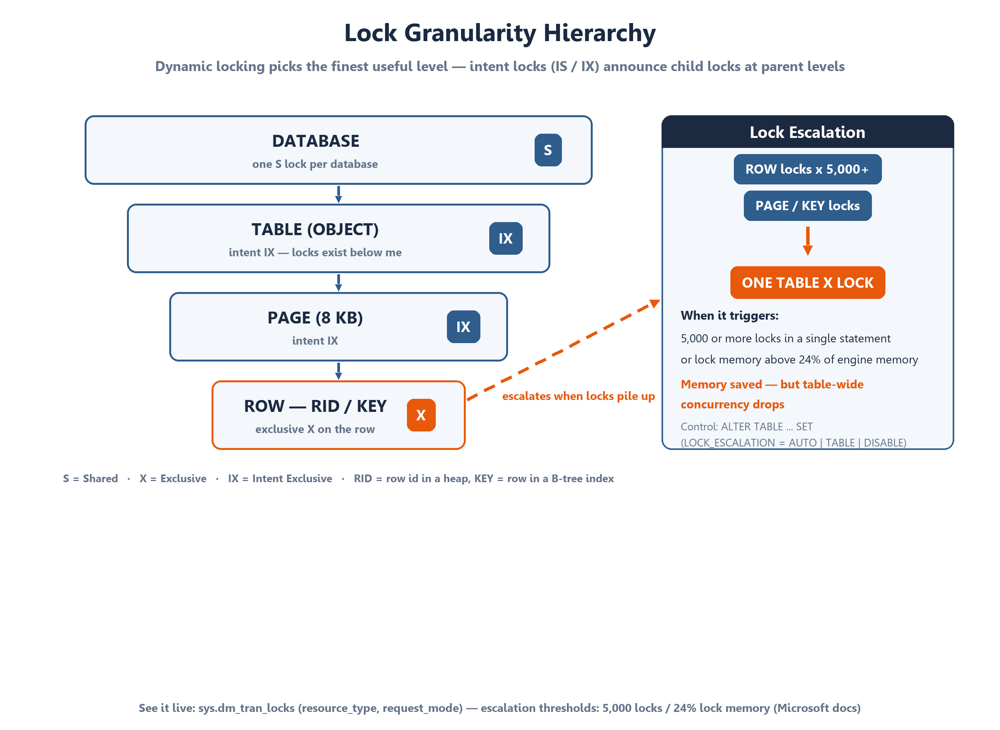 Lock Granularity Hierarchy
Dynamic locking picks the finest useful level — intent locks (IS / IX) announce child locks at parent levels
DATABASE
one S lock per database
S
TABLE (OBJECT)
intent IX — locks exist below me
IX
PAGE (8 KB)
intent IX
IX
ROW — RID / KEY
exclusive X on the row
X
escalates when locks pile up
Lock Escalation
ROW locks x 5,000+
PAGE / KEY locks
ONE TABLE X LOCK
When it triggers:
5,000 or more locks in a single statement
or lock memory above 24% of engine memory
Memory saved — but table-wide
concurrency drops
Control: ALTER TABLE ... SET
(LOCK_ESCALATION = AUTO | TABLE | DISABLE)
S = Shared · X = Exclusive · IX = Intent Exclusive · RID = row id in a heap, KEY = row in a B-tree index
See it live: sys.dm_tran_locks (resource_type, request_mode) — escalation thresholds: 5,000 locks / 24% lock memory (Microsoft docs)